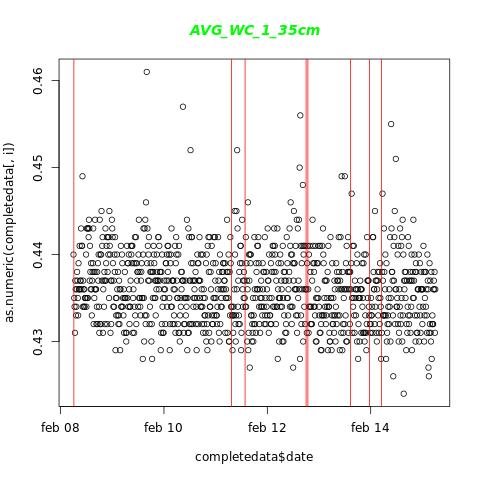 AVG_WC_1_35cm
as.numeric(completedata[, i])
0.46
0.45
0.44
0.43
feb 08
feb 10
feb 12
feb 14
completedata$date